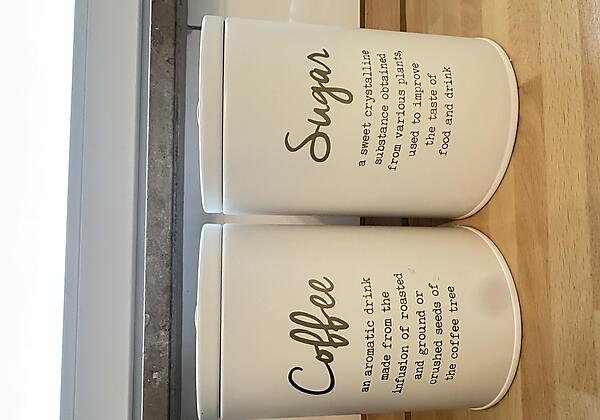 Coffee
an aromatic drink
made from the
infusion of roasted
and ground or
crushed seeds of
the coffee tree
Sugar
a sweet crystalline
substance obtained
from various plants,
used to improve
the taste of
food and drink